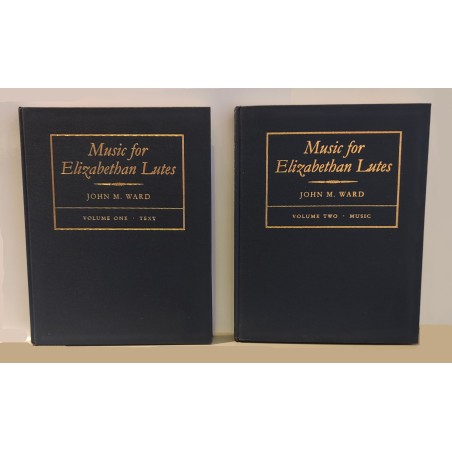 Music for
Elizabethan Lutes
JOHN M. WARD
VOLUME ONE · TEXT
Music for
Elizabethan Lutes
JOHN M. WARD
VOLUME TWO · MUSIC